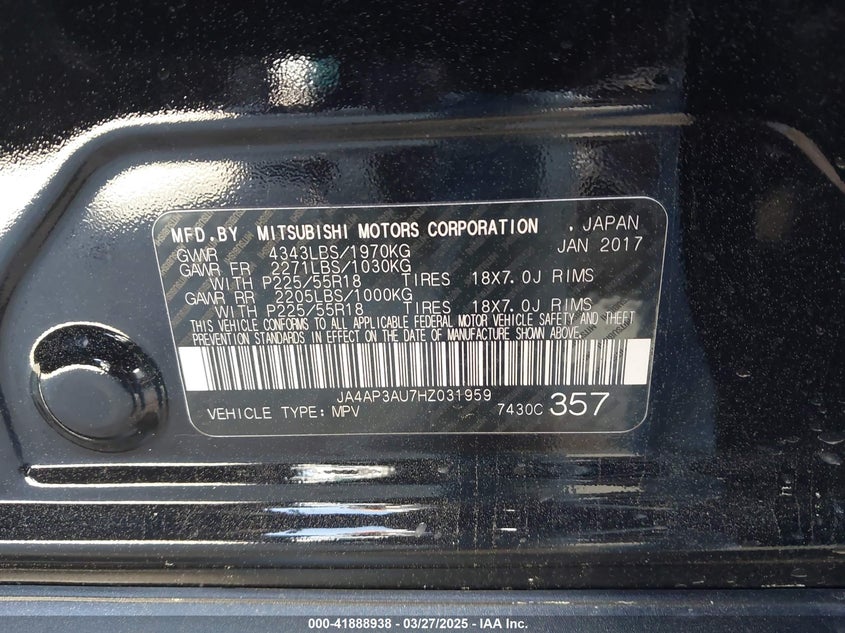 MFD.BY MITSUBISHI MOTORS CORPORATION . JAPAN
GVWR 4343LBS/1970KG JAN 2017
GAWR FR 2271LBS/1030KG
WITH P225/55R18 TIRES 18X7.0J RIMS
GAWR RR 2205LBS/1000KG
WITH P225/55R18 TIRES 18X7.0J RIMS
THIS VEHICLE CONFORMS TO ALL APPLICABLE FEDERAL MOTOR VEHICLE SAFETY AND THEFT
PREVENTION STANDARDS IN EFFECT ON THE DATE OF MANUFACTURE SHOWN ABOVE.
JA4AP3AU7HZ031959
VEHICLE TYPE: MPV 7430C 357
000-41888938 - 03/27/2025 - IAA Inc.